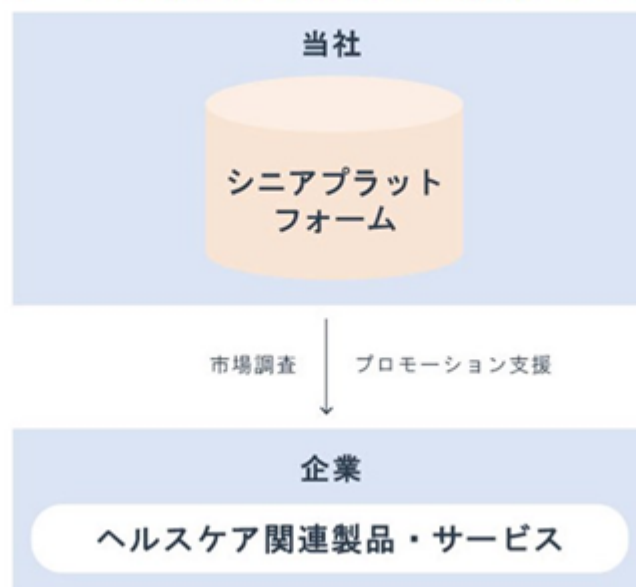 当社
シニアプラット
フォーム
市場調査
プロモーション支援
企業
ヘルスケア関連製品・サービス